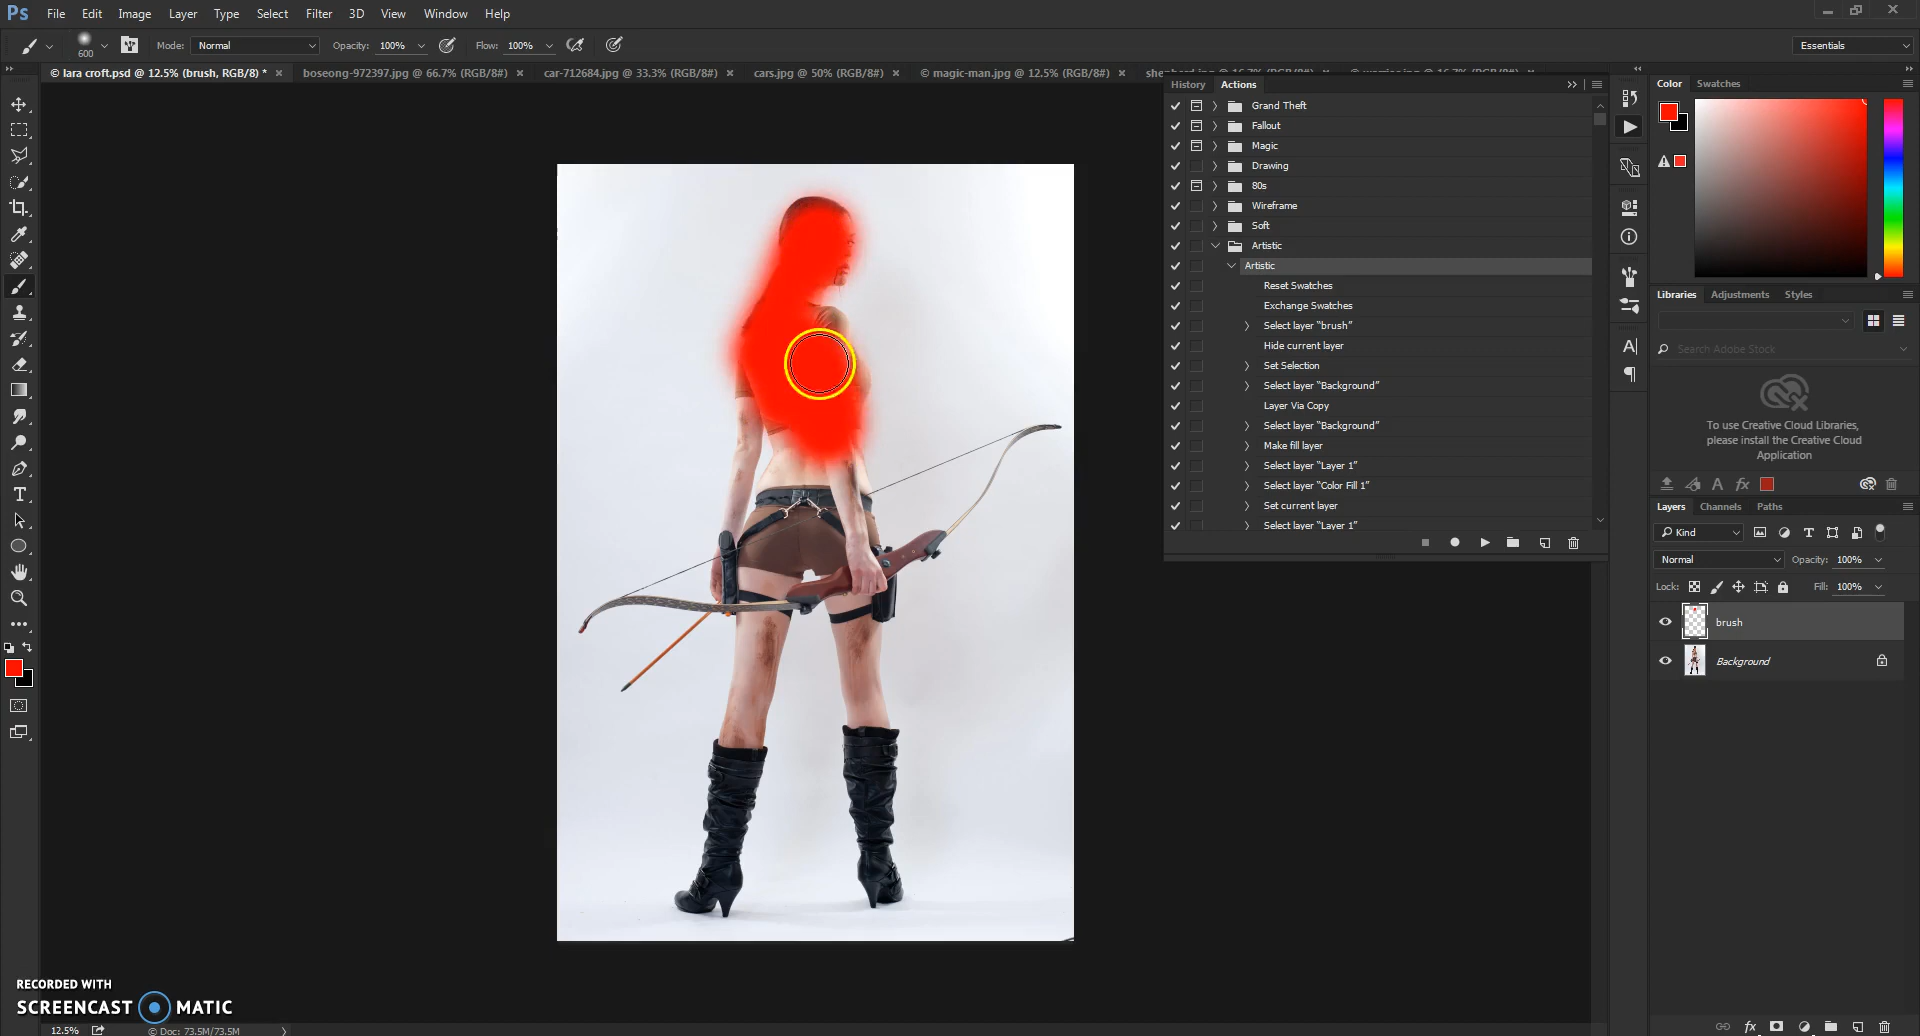 Ps File Edit Image Layer Type Select Filter 3D View Window Help
600 Mode: Normal Opacity: 100% Flow: 100% Essentials
© lara croft.psd @ 12.5% (brush, RGB/8) * × boseong-972397.jpg @ 66.7% (RGB/8#) × car-712684.jpg @ 33.3% (RGB/8#) × cars.jpg @ 50% (RGB/8#) × © magic-man.jpg @ 12.5% (RGB/8#) ×
History Actions
Grand Theft
Fallout
Magic
Drawing
80s
Wireframe
Soft
Artistic
Artistic
Reset Swatches
Exchange Swatches
Select layer “brush”
Hide current layer
Set Selection
Select layer “Background”
Layer Via Copy
Select layer “Background”
Make fill layer
Select layer “Layer 1”
Select layer “Color Fill 1”
Set current layer
Select layer “Layer 1”
Color Swatches
Libraries Adjustments Styles
Search Adobe Stock
To use Creative Cloud Libraries,
please install the Creative Cloud
Application
Layers Channels Paths
Kind
Normal Opacity: 100%
Lock: Fill: 100%
brush
Background
RECORDED WITH
SCREENCAST MATIC
12.5% © Doc: 73.5M/73.5M